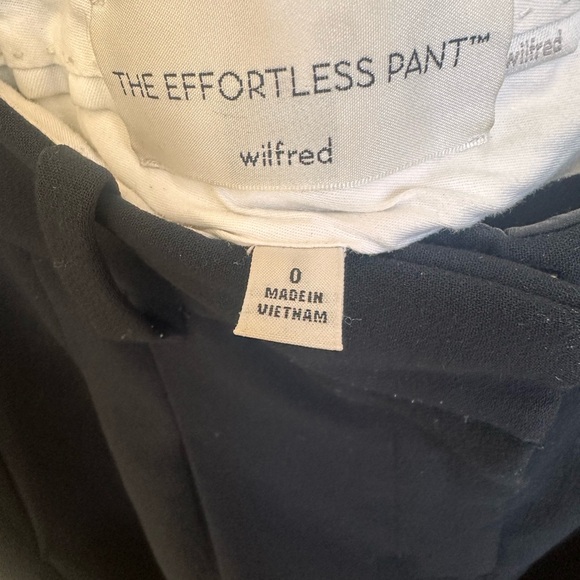 THE EFFORTLESS PANT™
wilfred
wilfred
0
MADE IN
VIETNAM